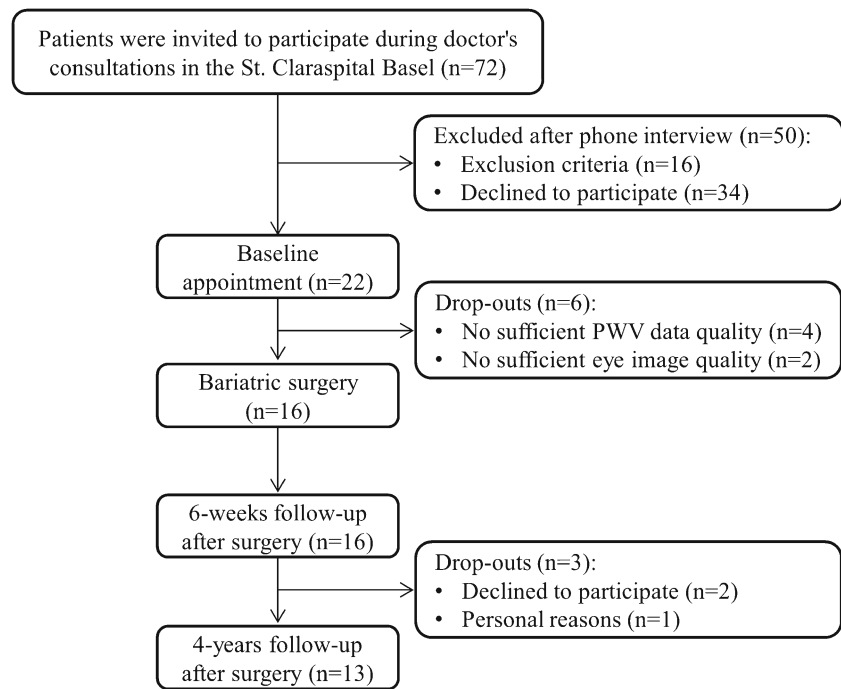 Patients were invited to participate during doctor's
consultations in the St. Claraspital Basel (n=72)
Excluded after phone interview (n=50):
• Exclusion criteria (n=16)
• Declined to participate (n=34)
Baseline
appointment (n=22)
Drop-outs (n=6):
• No sufficient PWV data quality (n=4)
• No sufficient eye image quality (n=2)
Bariatric surgery
(n=16)
6-weeks follow-up
after surgery (n=16)
Drop-outs (n=3):
• Declined to participate (n=2)
• Personal reasons (n=1)
4-years follow-up
after surgery (n=13)